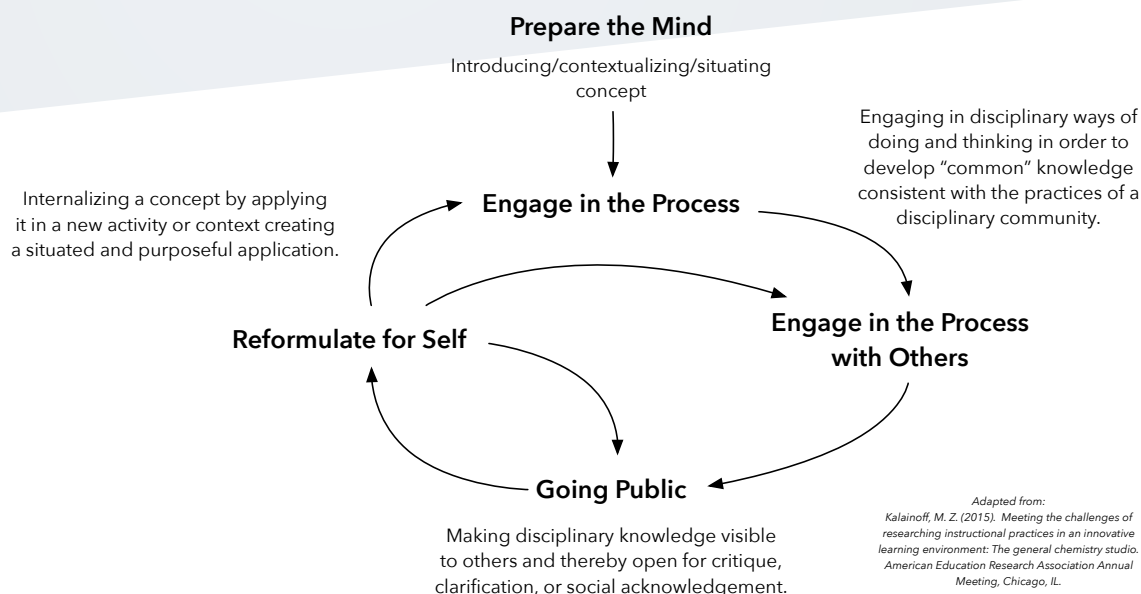 Prepare the Mind
Introducing/contextualizing/situating
concept
Engaging in disciplinary ways of
doing and thinking in order to
develop “common” knowledge
consistent with the practices of a
disciplinary community.
Internalizing a concept by applying
it in a new activity or context creating
a situated and purposeful application.
Engage in the Process
Engage in the Process
with Others
Reformulate for Self
Going Public
Making disciplinary knowledge visible
to others and thereby open for critique,
clarification, or social acknowledgement.
Adapted from:
Kalainoff, M. Z. (2015). Meeting the challenges of
researching instructional practices in an innovative
learning environment: The general chemistry studio.
American Education Research Association Annual
Meeting, Chicago, IL.